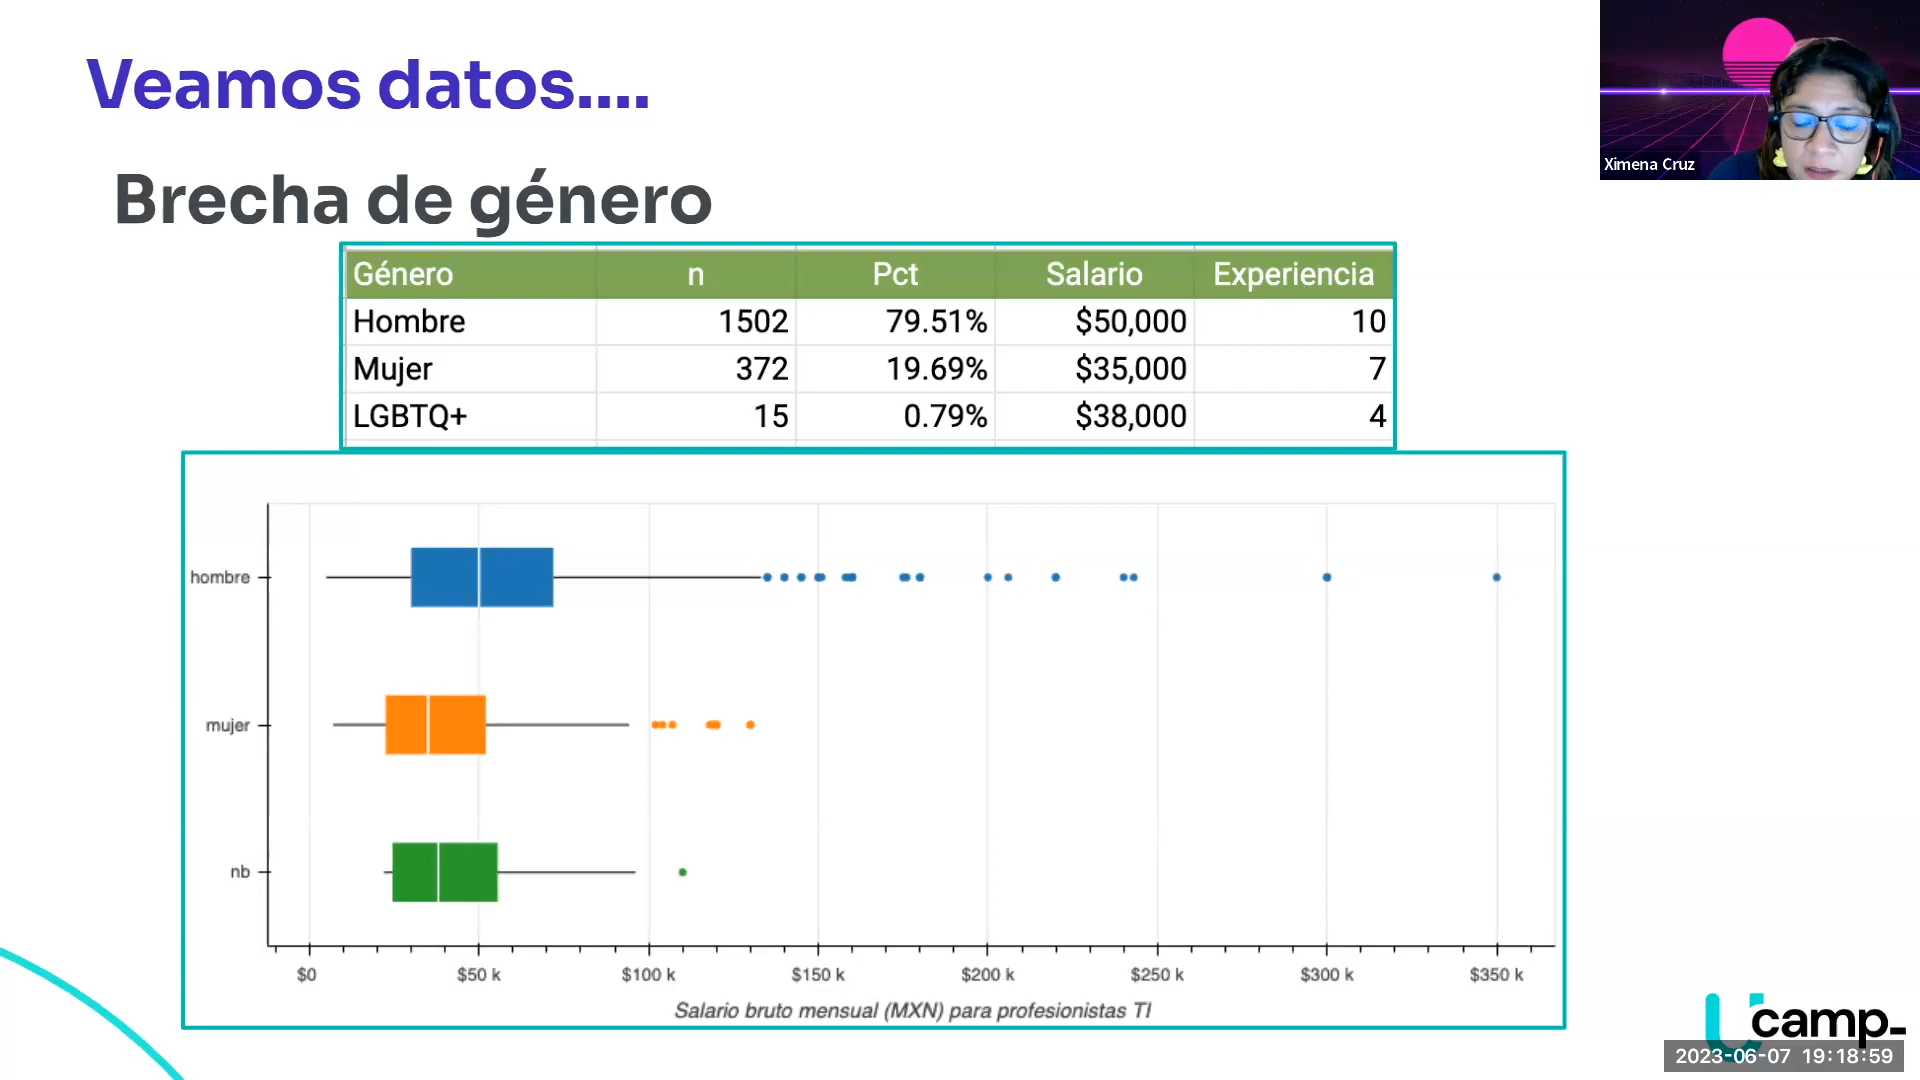 Veamos datos....
Ximena Cruz
Brecha de género
Género n Pct Salario Experiencia
Hombre 1502 79.51% $50,000 10
Mujer 372 19.69% $35,000 7
LGBTQ+ 15 0.79% $38,000 4
hombre
mujer
nb
$0 $50 k $100 k $150 k $200 k $250 k $300 k $350 k
Salario bruto mensual (MXN) para profesionistas TI
Ucamp
2023-06-07 19:18:59